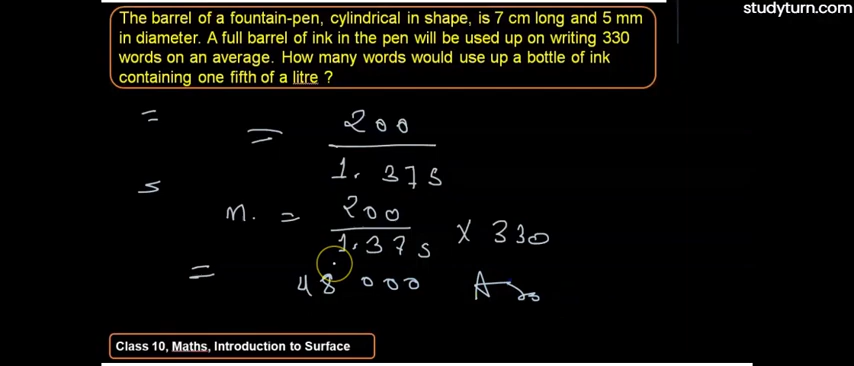 studyturn.com
The barrel of a fountain-pen, cylindrical in shape, is 7 cm long and 5 mm
in diameter. A full barrel of ink in the pen will be used up on writing 330
words on an average. How many words would use up a bottle of ink
containing one fifth of a litre ?
=
= 200
1.375
n. = 200
1.375 × 330
= 48000 Ans
Class 10, Maths, Introduction to Surface